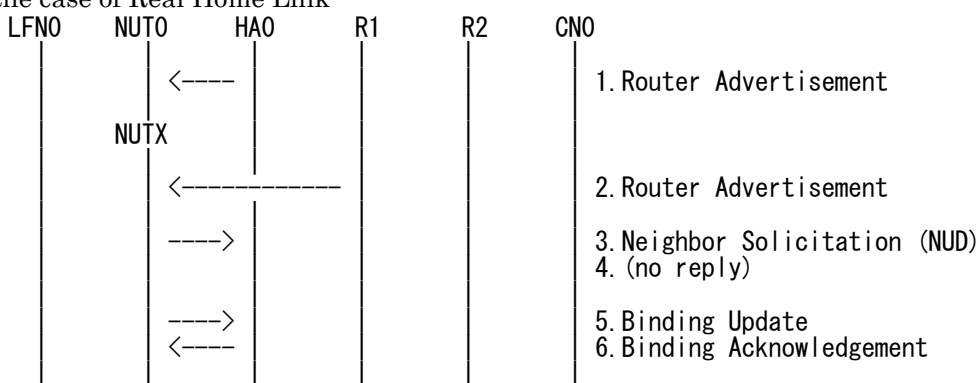 the case of Real Home Link
LFN0 NUT0 HA0 R1 R2 CN0
<---- 1.Router Advertisement
NUTX
<------------ 2.Router Advertisement
----> 3.Neighbor Solicitation (NUD)
4.(no reply)
----> 5.Binding Update
<---- 6.Binding Acknowledgement